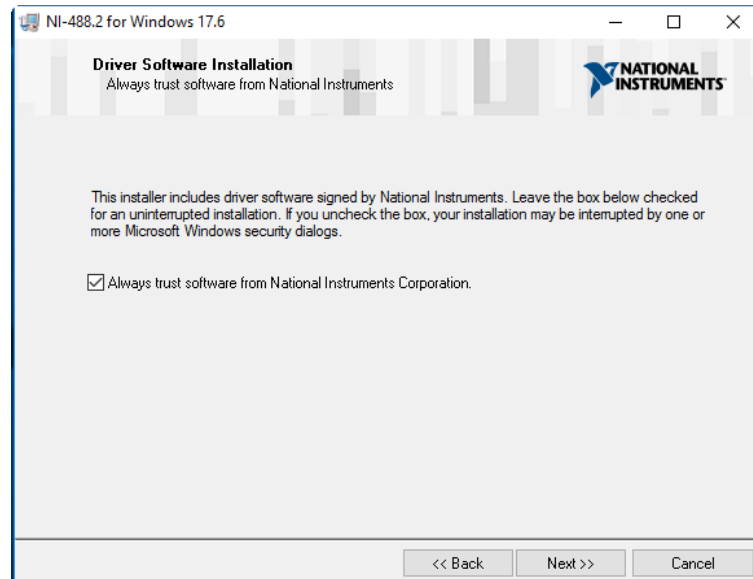 NI-488.2 for Windows 17.6
Driver Software Installation
Always trust software from National Instruments
NATIONAL
INSTRUMENTS™
This installer includes driver software signed by National Instruments. Leave the box below checked
for an uninterrupted installation. If you uncheck the box, your installation may be interrupted by one or
more Microsoft Windows security dialogs.
Always trust software from National Instruments Corporation.
<< Back
Next >>
Cancel